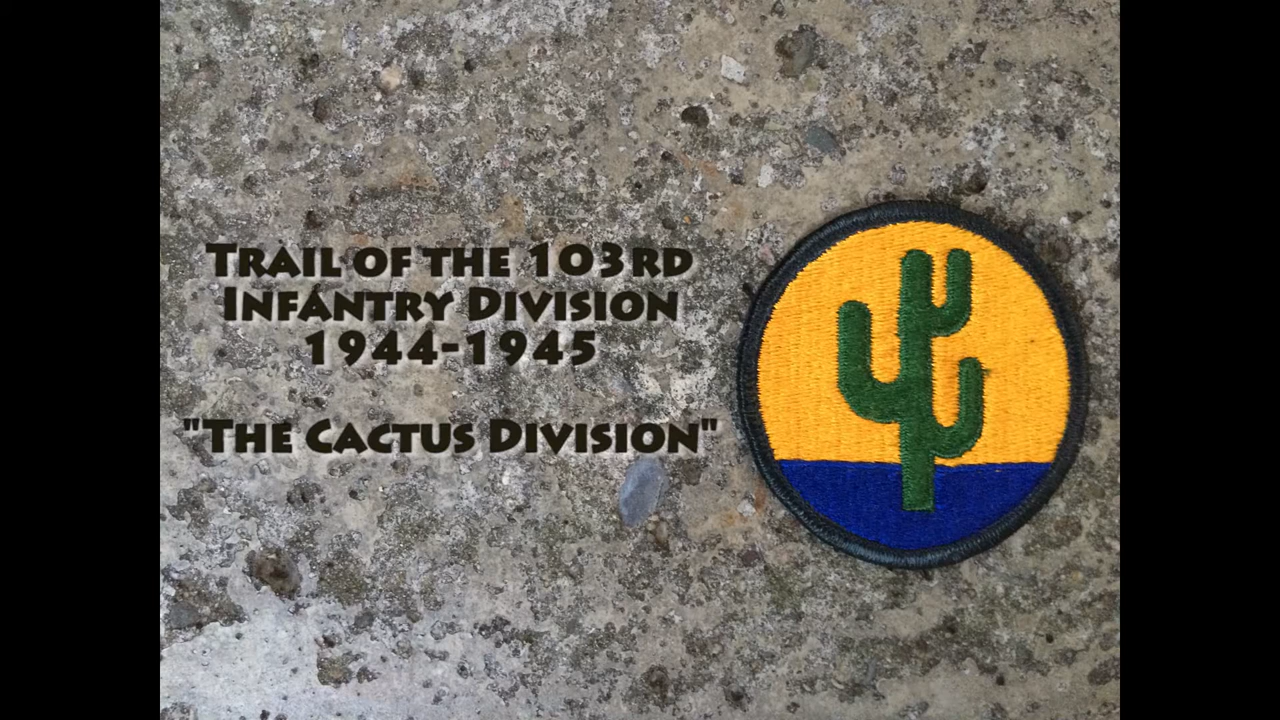 Trail of the 103rd
Infantry Division
1944-1945
"The Cactus Division"